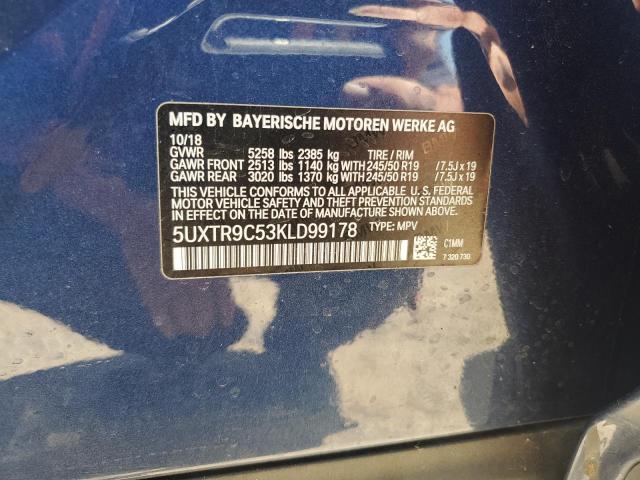 MFD BY BAYERISCHE MOTOREN WERKE AG
10/18
GVWR 5258 lbs 2385 kg TIRE / RIM
GAWR FRONT 2513 lbs 1140 kg WITH 245/50 R19 /7.5J x 19
GAWR REAR 3020 lbs 1370 kg WITH 245/50 R19 /7.5J x 19
THIS VEHICLE CONFORMS TO ALL APPLICABLE U. S. FEDERAL
MOTOR VEHICLE SAFETY STANDARDS IN EFFECT ON THE
DATE OF MANUFACTURE SHOWN ABOVE.
5UXTR9C53KLD99178 TYPE: MPV
C1MM
7 320 730